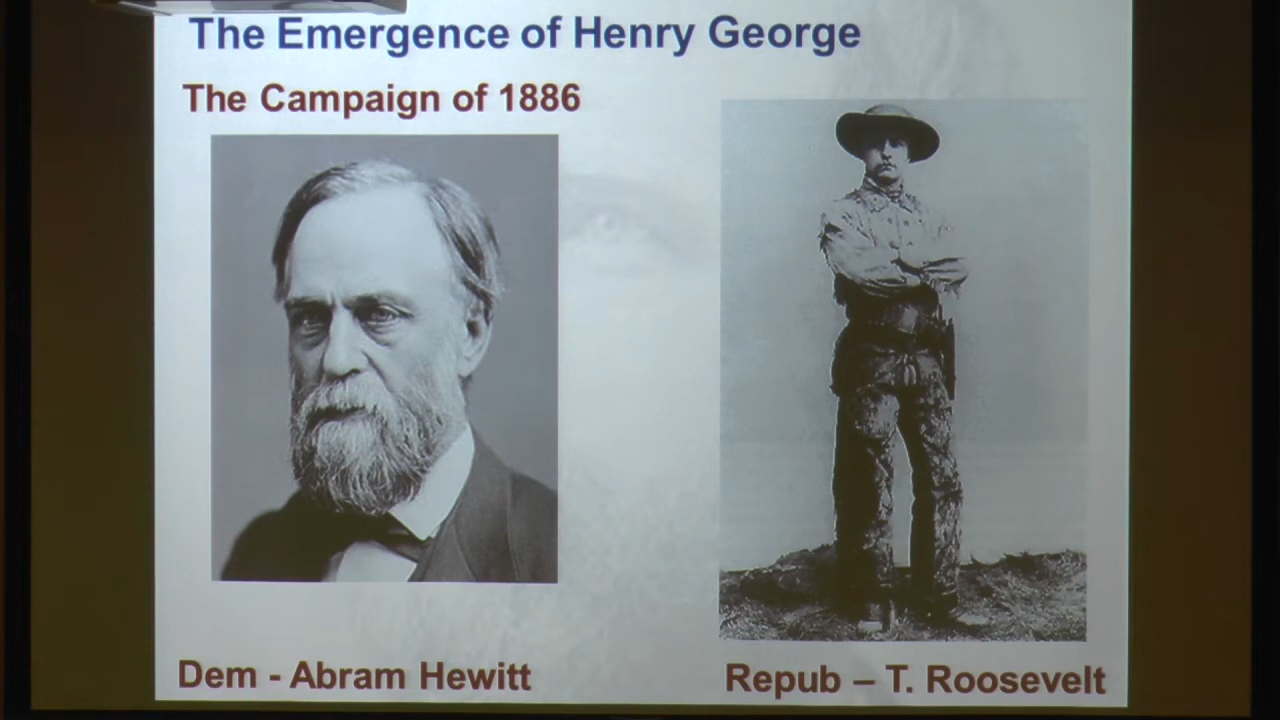 The Emergence of Henry George
The Campaign of 1886
Dem - Abram Hewitt
Repub – T. Roosevelt